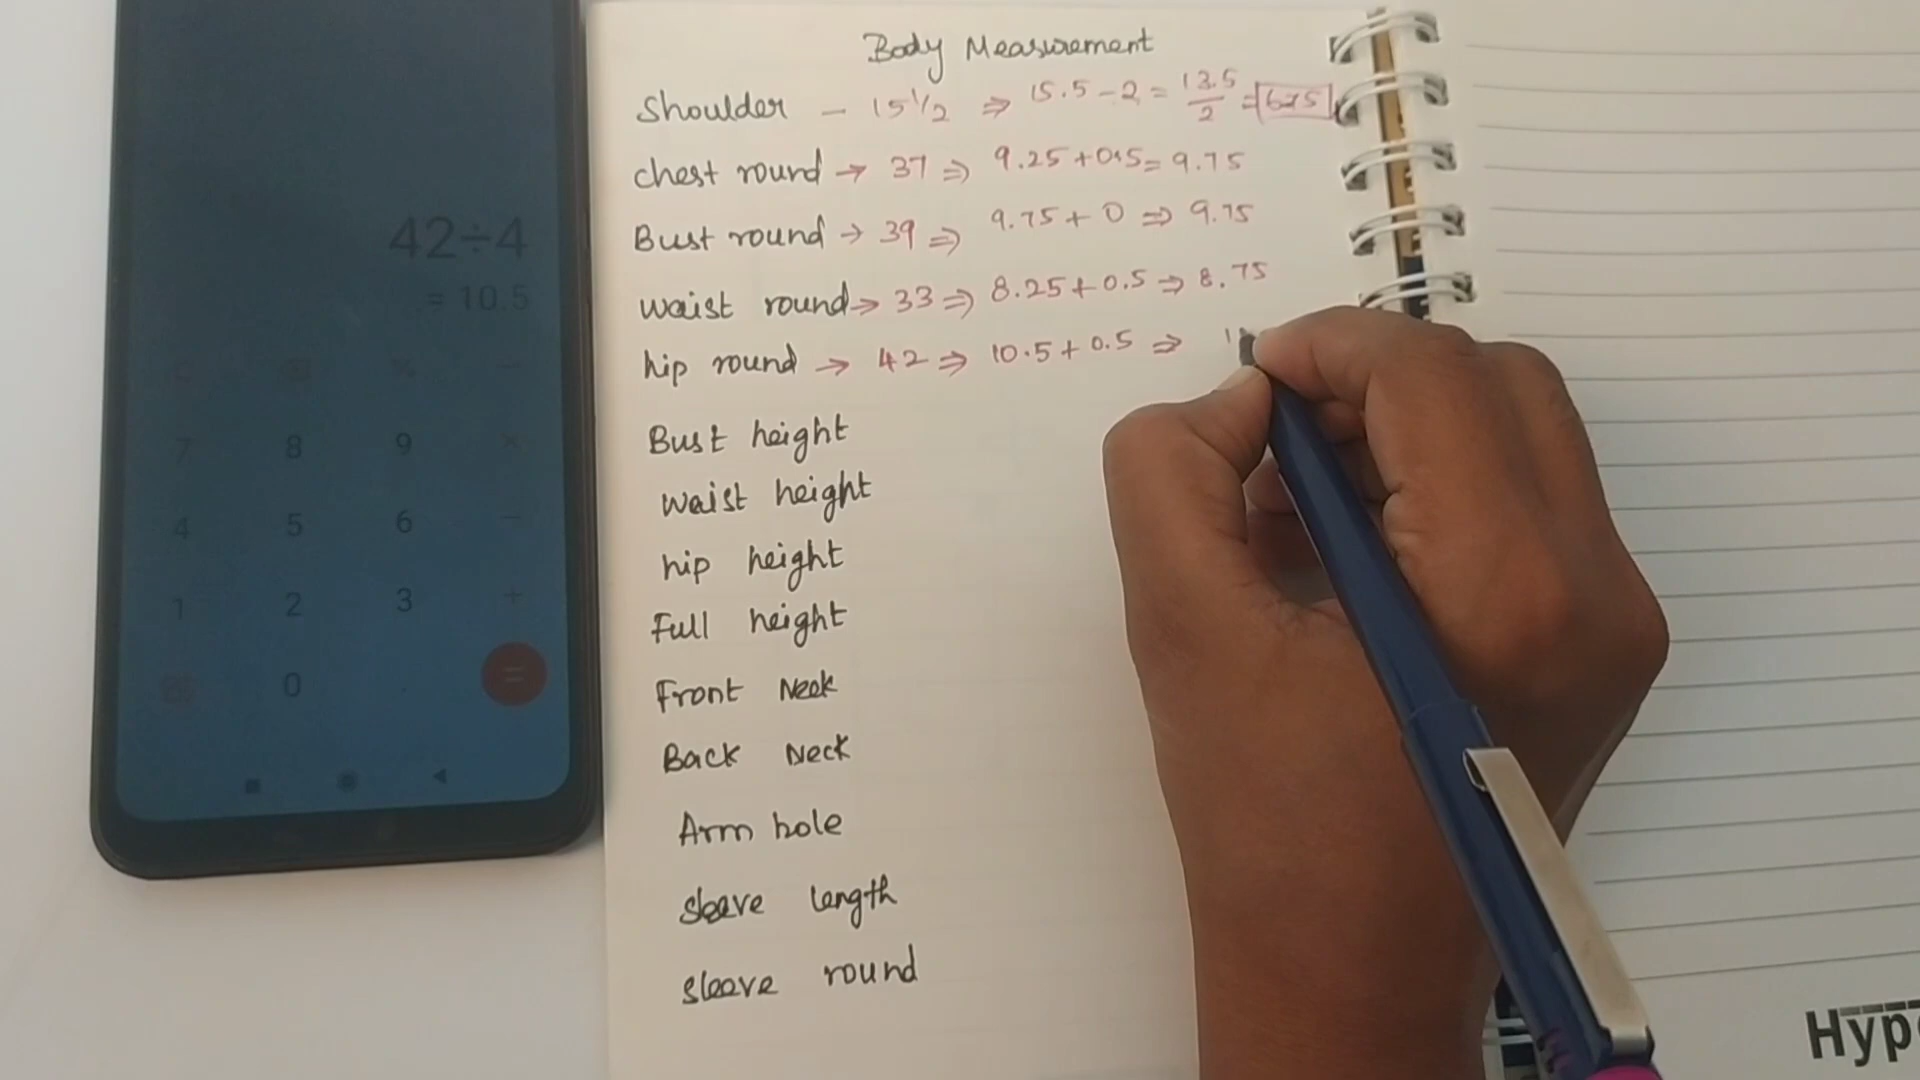 Body Measurement
Shoulder - 15 1/2 ⇒ 15.5 - 2 = 13.5/2 = 6.75
chest round → 37 ⇒ 9.25 + 0.5 = 9.75
Bust round → 39 ⇒ 9.75 + 0 ⇒ 9.75
waist round → 33 ⇒ 8.25 + 0.5 ⇒ 8.75
hip round → 42 ⇒ 10.5 + 0.5 ⇒ 1
Bust height
Waist height
hip height
Full height
Front Neck
Back Neck
Arm hole
sleeve length
sleeve round
42÷4
= 10.5
C %
7 8 9 ×
4 5 6 −
1 2 3 +
0 . =
Hyp